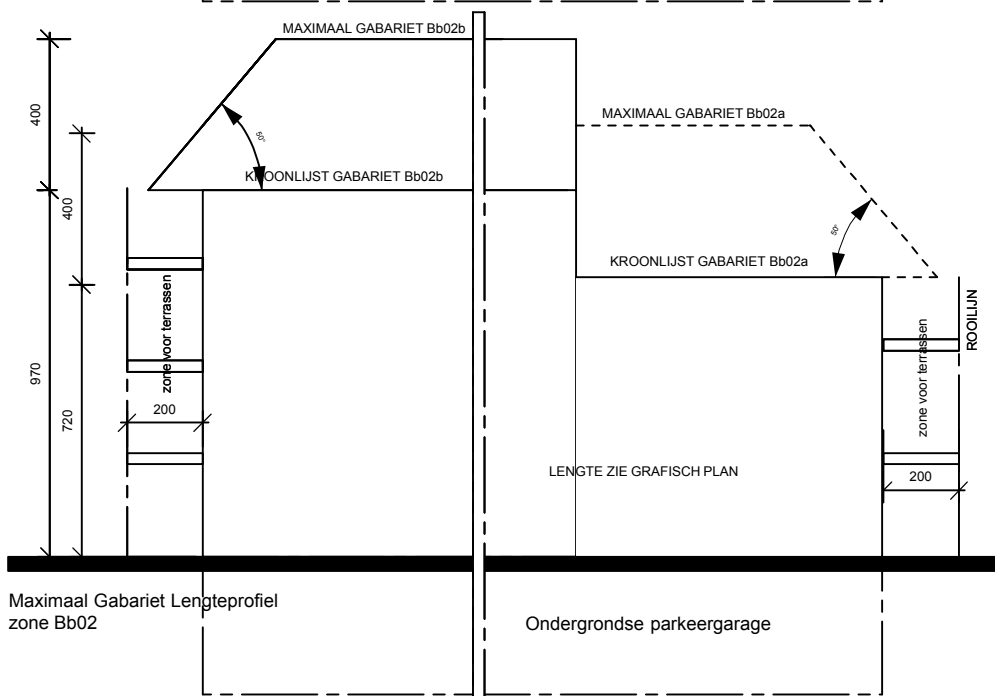 MAXIMAAL GABARIET Bb02b
400
50°
MAXIMAAL GABARIET Bb02a
KROONLIJST GABARIET Bb02b
400
50°
KROONLIJST GABARIET Bb02a
zone voor terrassen
ROOILIJN
zone voor terrassen
970
720
200
LENGTE ZIE GRAFISCH PLAN
200
Maximaal Gabariet Lengteprofiel
zone Bb02
Ondergrondse parkeergarage